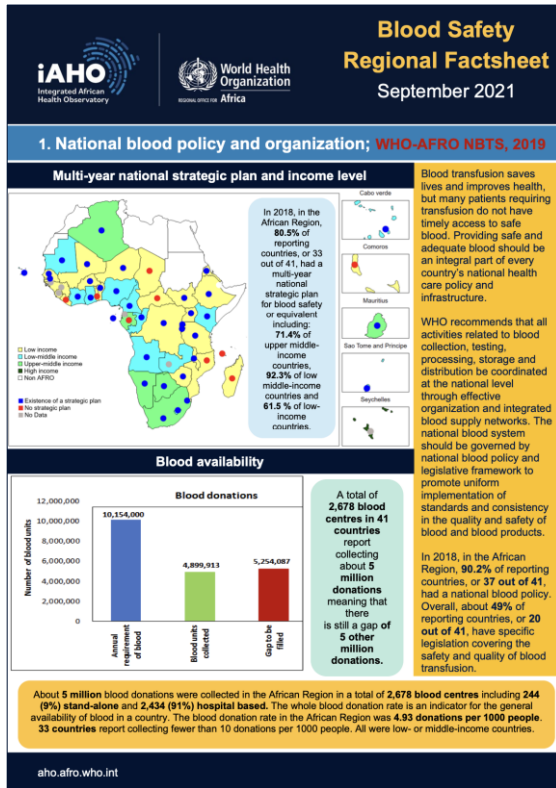 iAHO
Integrated African
Health Observatory
World Health
Organization
REGIONAL OFFICE FOR Africa
Blood Safety
Regional Factsheet
September 2021
1. National blood policy and organization; WHO-AFRO NBTS, 2019
Multi-year national strategic plan and income level
Low income
Low-middle income
Upper-middle income
High income
Non AFRO
Existence of a strategic plan
No strategic plan
No Data
In 2018, in the
African Region,
80.5% of
reporting
countries, or 33
out of 41, had a
multi-year
national
strategic plan
for blood safety
or equivalent
including:
71.4% of
upper middle-
income
countries,
92.3% of low
middle-income
countries and
61.5 % of low-
income
countries.
Cabo verde
Comoros
Mauritius
Sao Tome and Principe
Seychelles
Blood transfusion saves
lives and improves health,
but many patients requiring
transfusion do not have
timely access to safe
blood. Providing safe and
adequate blood should be
an integral part of every
country's national health
care policy and
infrastructure.
WHO recommends that all
activities related to blood
collection, testing,
processing, storage and
distribution be coordinated
at the national level
through effective
organization and integrated
blood supply networks. The
national blood system
should be governed by
national blood policy and
legislative framework to
promote uniform
implementation of
standards and consistency
in the quality and safety of
blood and blood products.
In 2018, in the African
Region, 90.2% of reporting
countries, or 37 out of 41,
had a national blood policy.
Overall, about 49% of
reporting countries, or 20
out of 41, have specific
legislation covering the
safety and quality of blood
transfusion.
Blood availability
Blood donations
Number of blood units
12,000,000
10,000,000
8,000,000
6,000,000
4,000,000
2,000,000
0
10,154,000
4,899,913
5,254,087
Annual
requirement
of blood
Blood units
collected
Gap to be
filled
A total of
2,678 blood
centres in 41
countries
report
collecting
about 5
million
donations
meaning that
there
is still a gap of
5 other
million
donations.
About 5 million blood donations were collected in the African Region in a total of 2,678 blood centres including 244
(9%) stand-alone and 2,434 (91%) hospital based. The whole blood donation rate is an indicator for the general
availability of blood in a country. The blood donation rate in the African Region was 4.93 donations per 1000 people.
33 countries report collecting fewer than 10 donations per 1000 people. All were low- or middle-income countries.
aho.afro.who.int